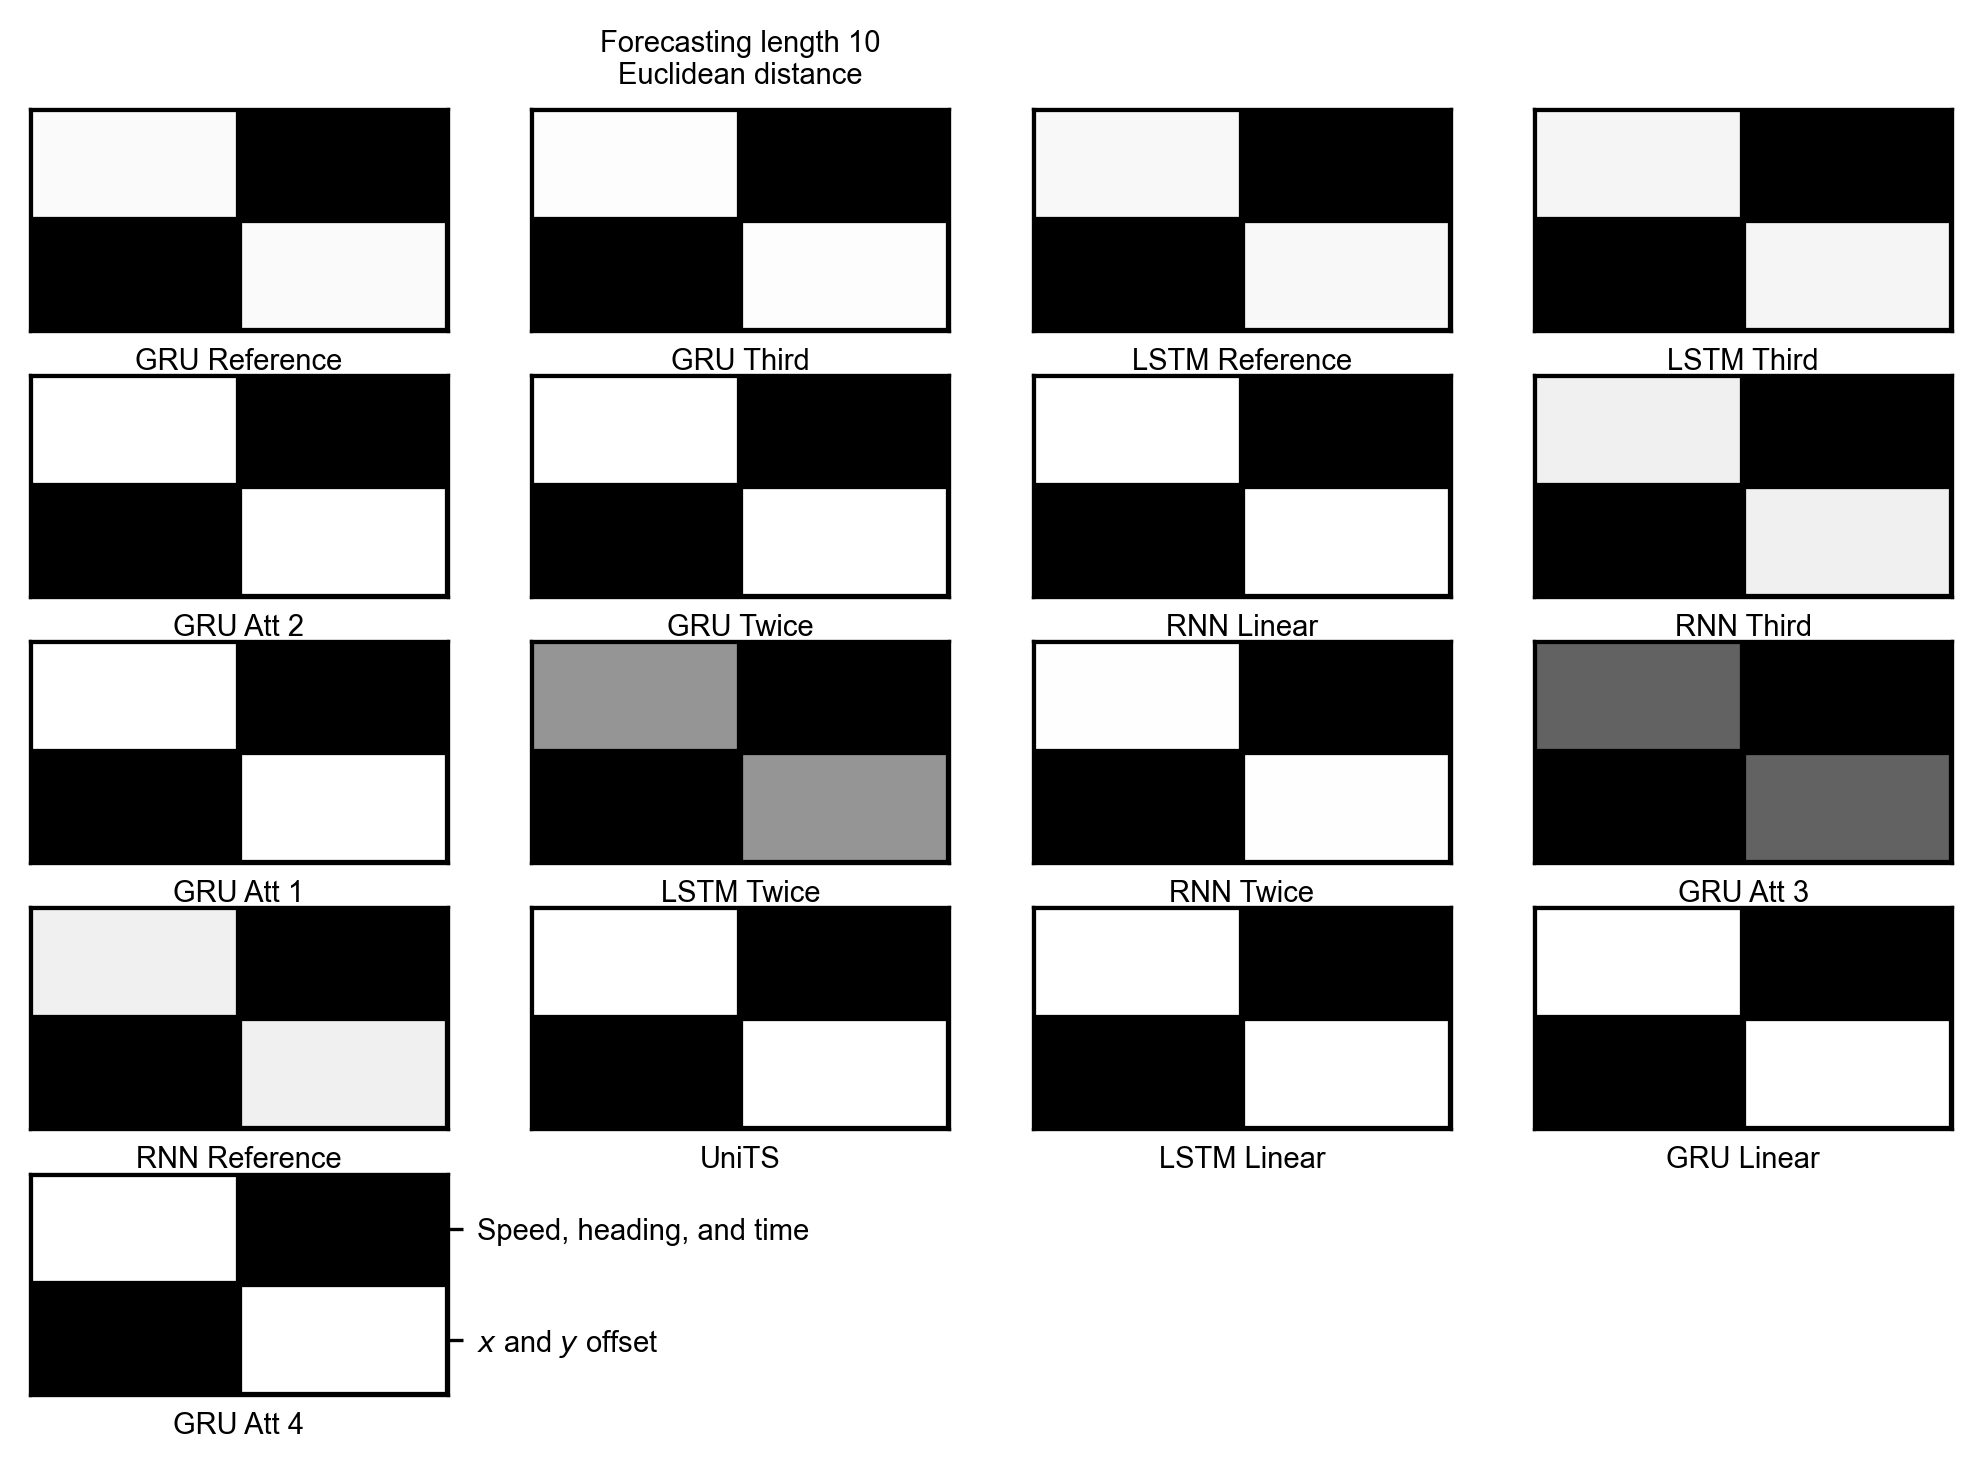 Forecasting length 10
Euclidean distance
GRU Reference
GRU Third
LSTM Reference
LSTM Third
GRU Att 2
GRU Twice
RNN Linear
RNN Third
GRU Att 1
LSTM Twice
RNN Twice
GRU Att 3
RNN Reference
UniTS
LSTM Linear
GRU Linear
Speed, heading, and time
x and y offset
GRU Att 4